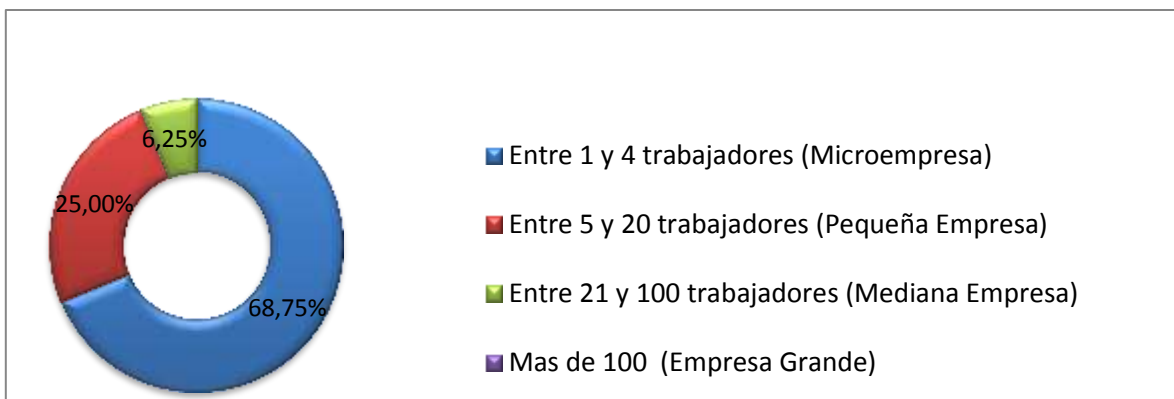 6,25%
25,00%
68,75%
Entre 1 y 4 trabajadores (Microempresa)
Entre 5 y 20 trabajadores (Pequeña Empresa)
Entre 21 y 100 trabajadores (Mediana Empresa)
Mas de 100 (Empresa Grande)